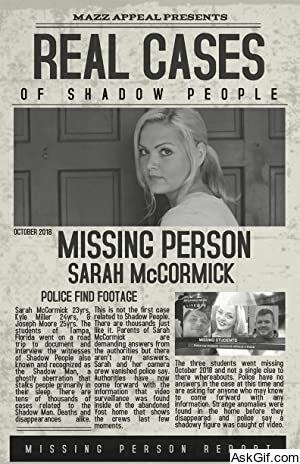 MAZZ APPEAL PRESENTS
REAL CASES
OF SHADOW PEOPLE
OCTOBER 2018
MISSING PERSON
SARAH McCORMICK
POLICE FIND FOOTAGE
Sarah McCormick 23yrs,
Kyle Miller 24yrs, &
Joseph Moore 25yrs. The
students of Tampa,
Florida went on a road
trip to document and
interview the witnesses
of Shadow People also
known and recognized as
the Shadow Man, a
ghostly aberration that
stalks people primarily in
their sleep. There are
tens of thousands of
cases related to the
Shadow Man. Deaths and
disappearances alike.
This is not the first case
related to Shadow People.
There are thousands just
like it. Parents of Sarah
McCormick are
demanding answers from
the authorities but there
aren't any answers.
Sarah and her camera
crew vanished police say.
Authorities have now
come forward with the
information that video
surveillance was found
inside of the abandoned
Yost home that shows
the crews last few
moments.
MISSING STUDENTS
The three students went missing
October 2018 and not a single clue to
there whereabouts. Police have no
answers in the case at this time and
are asking for anyone who may know
to come forward with any
information. Strange anomalies were
found in the home before they
disappeared and police say a
shadowy figure was caught of video.
MISSING PERSON REPORT
AskGif.com